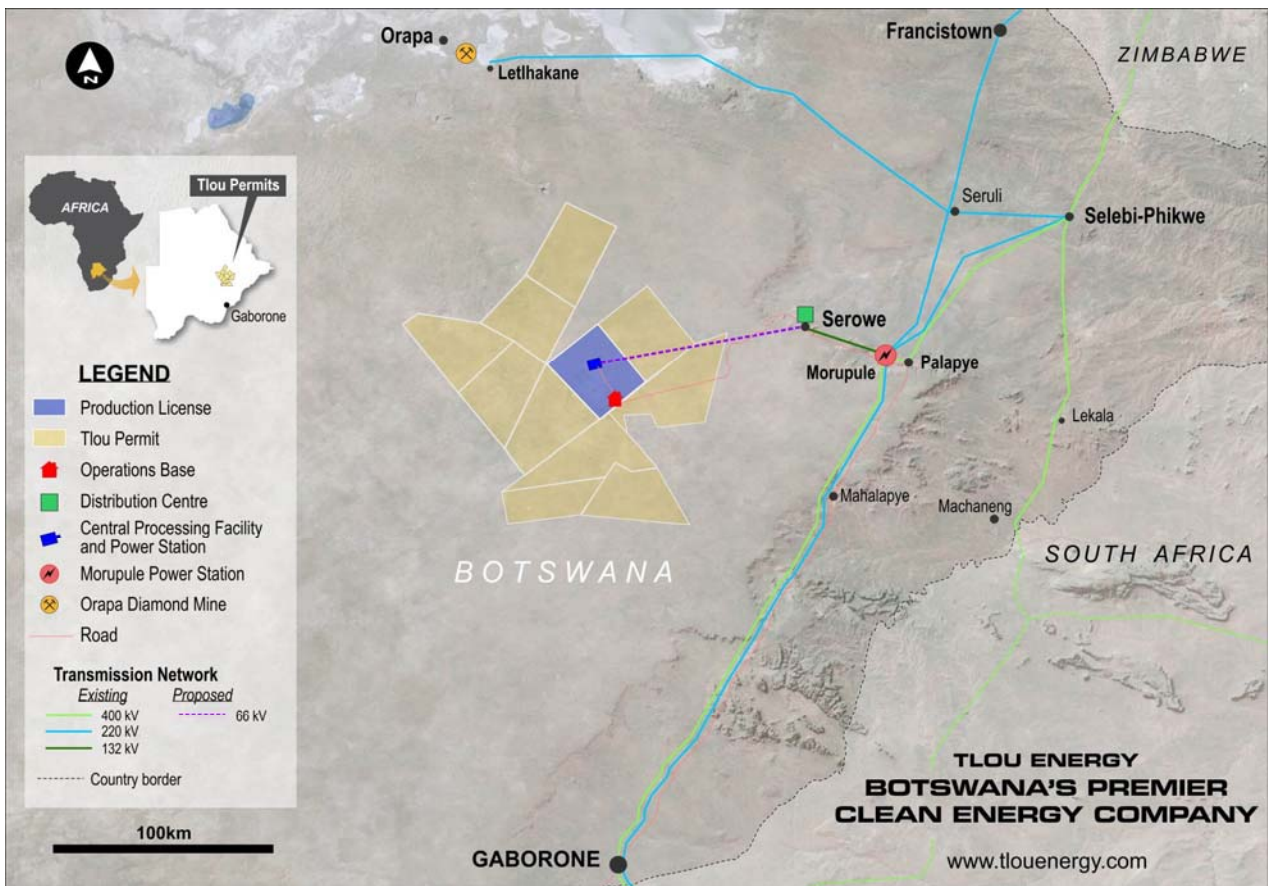 Orapa
Letlhakane
Francistown
ZIMBABWE
N
Tlou Permits
AFRICA
Gaborone
Seruli
Selebi-Phikwe
Serowe
Morupule
Palapye
Lekala
Mahalapye
Machaneng
BOTSWANA
SOUTH AFRICA
GABORONE
LEGEND
Production License
Tlou Permit
Operations Base
Distribution Centre
Central Processing Facility
and Power Station
Morupule Power Station
Orapa Diamond Mine
Road
Transmission Network
Existing Proposed
400 kV 66 kV
220 kV
132 kV
Country border
100km
TLOU ENERGY
BOTSWANA'S PREMIER
CLEAN ENERGY COMPANY
www.tlouenergy.com